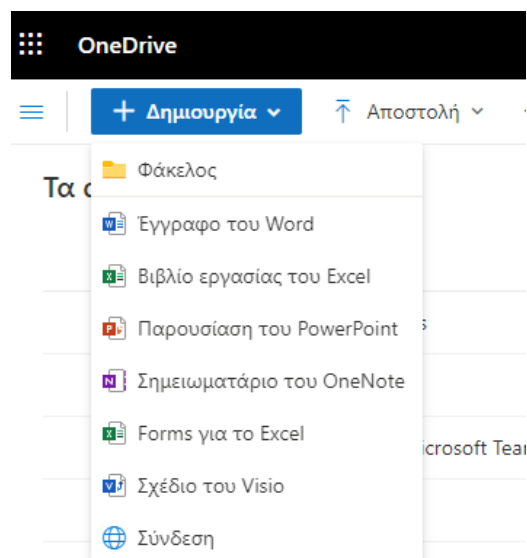 OneDrive
+ Δημιουργία
Αποστολή
Φάκελος
Τα
Έγγραφο του Word
Βιβλίο εργασίας του Excel
Παρουσίαση του PowerPoint
Σημειωματάριο του OneNote
Forms για το Excel
icrosoft Tea
Σχέδιο του Visio
Σύνδεση